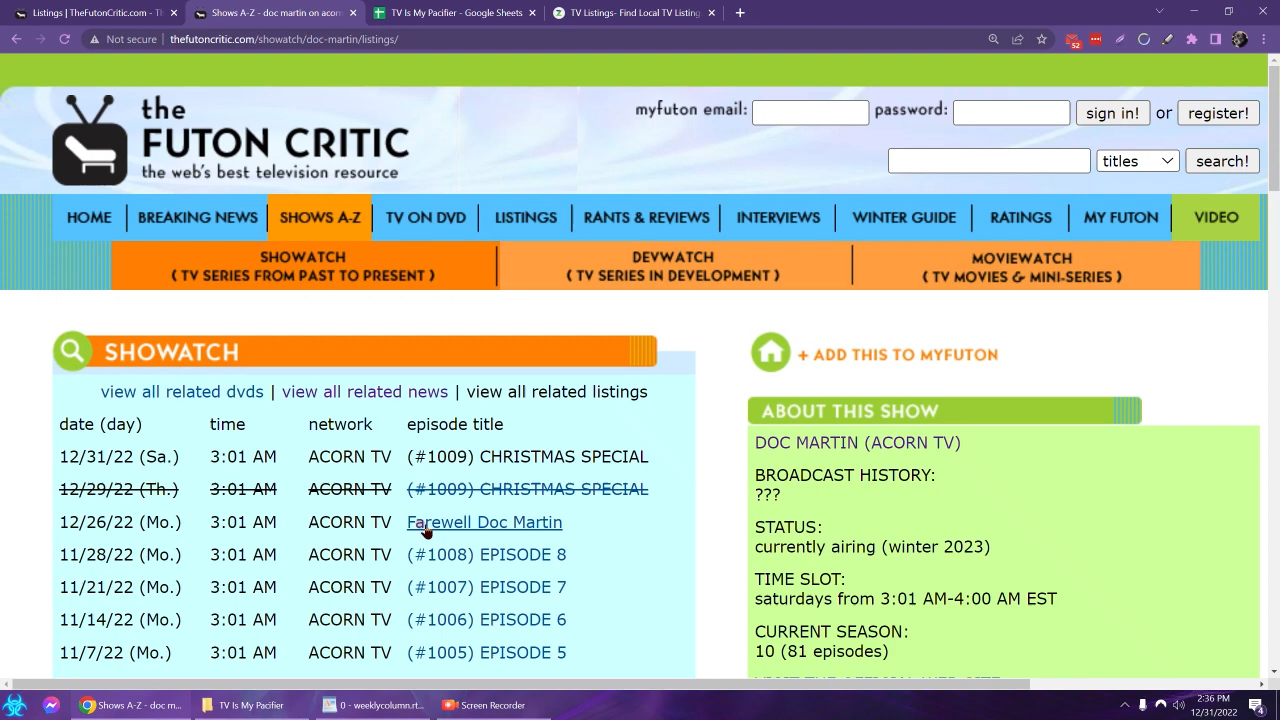 Listings | The Futon Critic - Th
Shows A-Z - doc martin on acorn
TV Is My Pacifier - Google Sheets
TV Listings- Find Local TV Listing
Not secure | thefutoncritic.com/showatch/doc-martin/listings/
52
the
FUTON CRITIC
the web's best television resource
myfuton email: password: sign in! or register!
titles search!
HOME BREAKING NEWS SHOWS A-Z TV ON DVD LISTINGS RANTS & REVIEWS INTERVIEWS WINTER GUIDE RATINGS MY FUTON VIDEO
SHOWATCH
( TV SERIES FROM PAST TO PRESENT )
DEVWATCH
( TV SERIES IN DEVELOPMENT )
MOVIEWATCH
( TV MOVIES & MINI-SERIES )
SHOWATCH
view all related dvds | view all related news | view all related listings
date (day) time network episode title
12/31/22 (Sa.) 3:01 AM ACORN TV (#1009) CHRISTMAS SPECIAL
12/29/22 (Th.) 3:01 AM ACORN TV (#1009) CHRISTMAS SPECIAL
12/26/22 (Mo.) 3:01 AM ACORN TV Farewell Doc Martin
11/28/22 (Mo.) 3:01 AM ACORN TV (#1008) EPISODE 8
11/21/22 (Mo.) 3:01 AM ACORN TV (#1007) EPISODE 7
11/14/22 (Mo.) 3:01 AM ACORN TV (#1006) EPISODE 6
11/7/22 (Mo.) 3:01 AM ACORN TV (#1005) EPISODE 5
+ ADD THIS TO MYFUTON
ABOUT THIS SHOW
DOC MARTIN (ACORN TV)
BROADCAST HISTORY:
???
STATUS:
currently airing (winter 2023)
TIME SLOT:
saturdays from 3:01 AM-4:00 AM EST
CURRENT SEASON:
10 (81 episodes)
Shows A-Z - doc m...
TV Is My Pacifier
0 - weeklycolumn.rt...
Screen Recorder
2:36 PM
12/31/2022